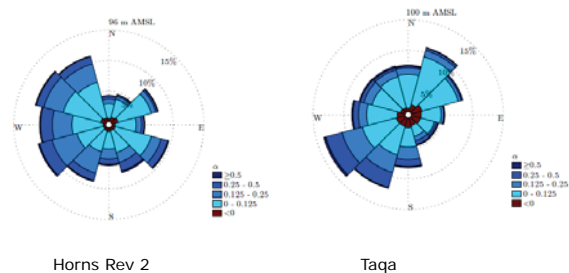 96 m AMSL
N
15%
10%
W
E
S
α
≥0.5
0.25 - 0.5
0.125 - 0.25
0 - 0.125
<0
Horns Rev 2
100 m AMSL
N
15%
10%
5%
W
E
S
α
≥0.5
0.25 - 0.5
0.125 - 0.25
0 - 0.125
<0
Taqa